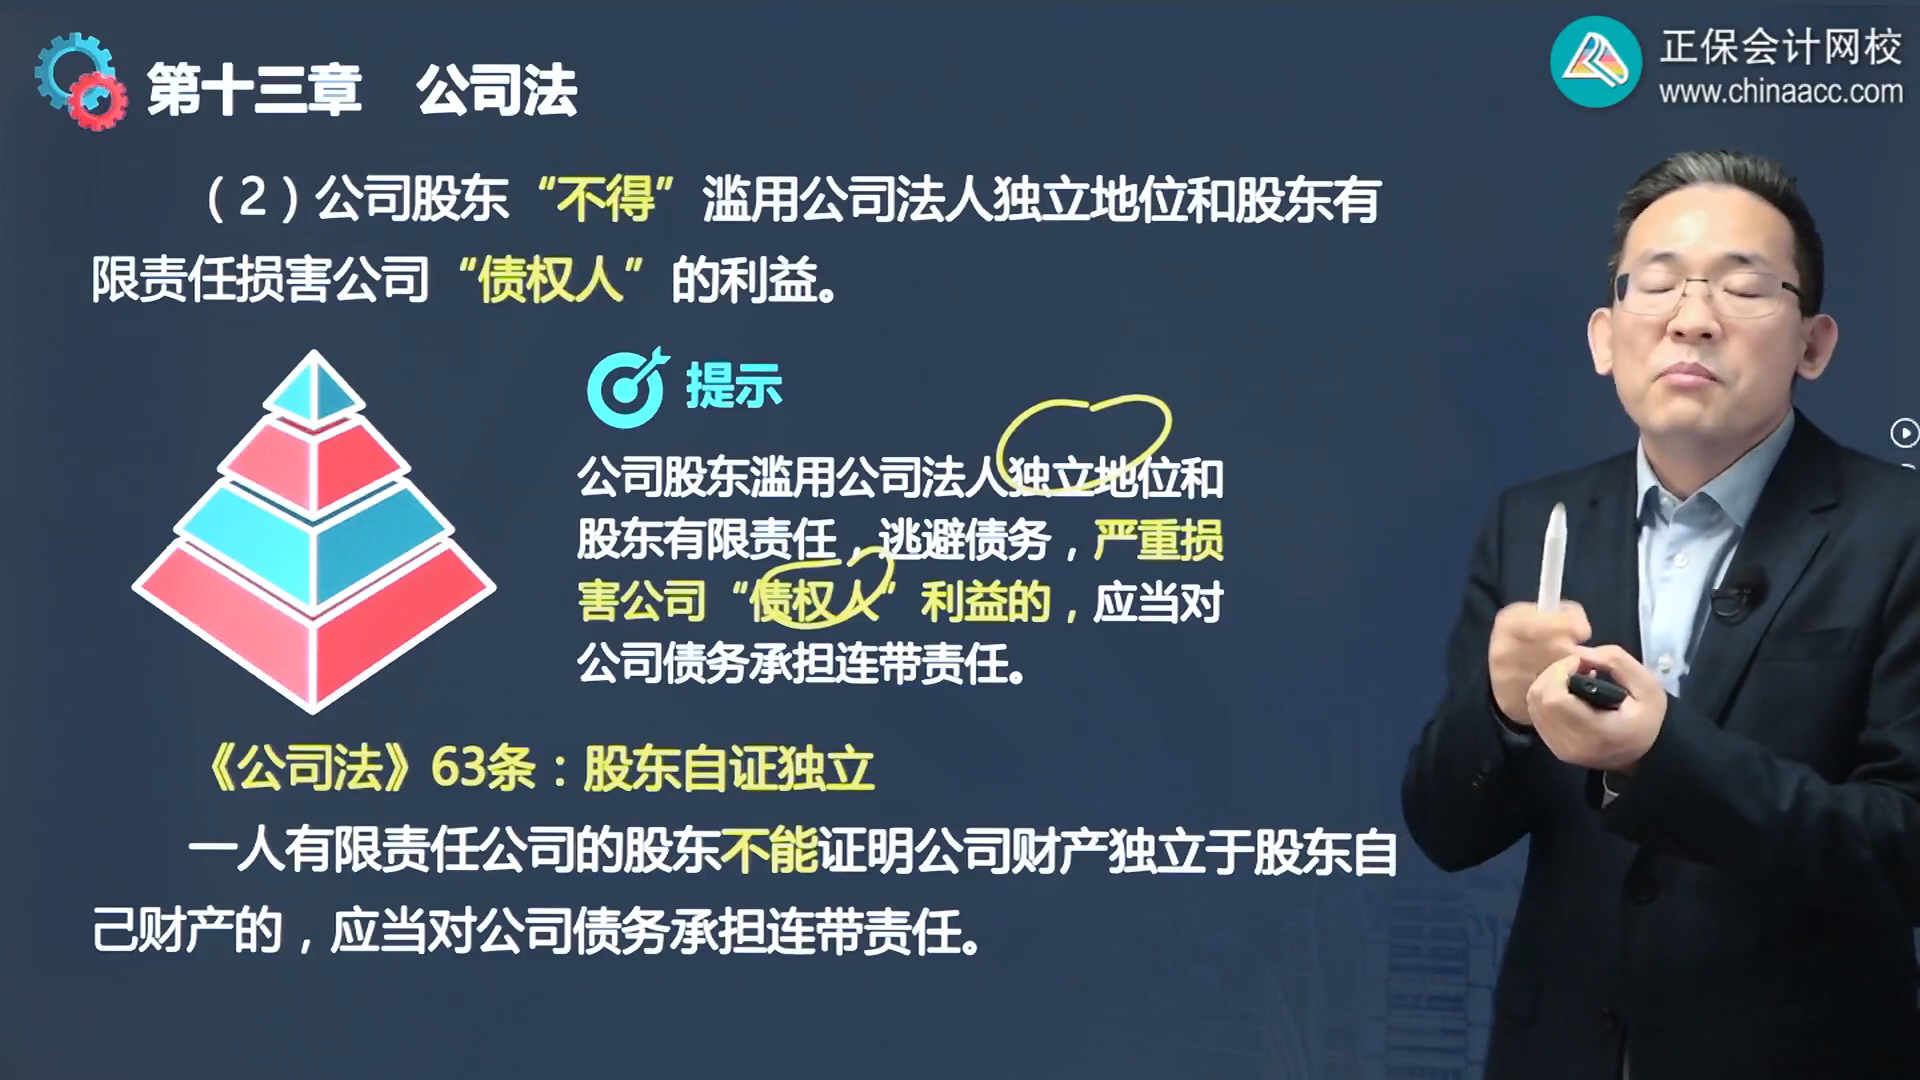 第十三章 公司法
正保会计网校
www.chinaacc.com
（2）公司股东“不得”滥用公司法人独立地位和股东有
限责任损害公司“债权人”的利益。
提示
公司股东滥用公司法人独立地位和
股东有限责任，逃避债务，严重损
害公司“债权人”利益的，应当对
公司债务承担连带责任。
《公司法》63条：股东自证独立
一人有限责任公司的股东不能证明公司财产独立于股东自
己财产的，应当对公司债务承担连带责任。